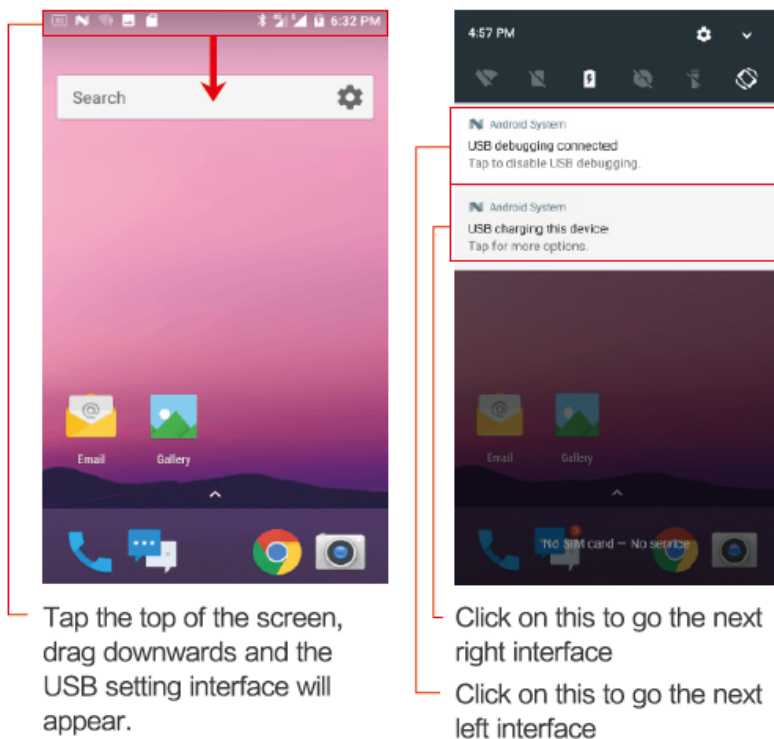 6:32 PM
Search
Email
Gallery
Tap the top of the screen,
drag downwards and the
USB setting interface will
appear.
4:57 PM
Android System
USB debugging connected
Tap to disable USB debugging.
Android System
USB charging this device
Tap for more options.
Email
Gallery
No SIM card — No service
Click on this to go the next
right interface
Click on this to go the next
left interface